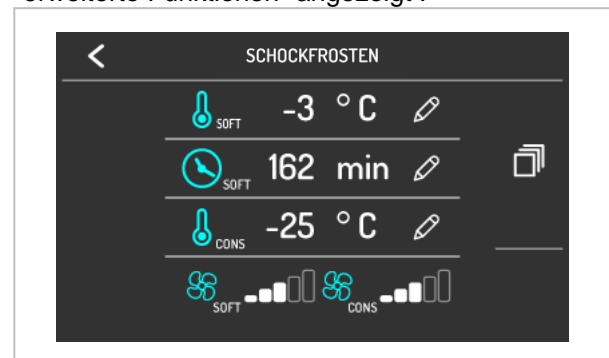 erweiterte Funktionen" angezeigt .
SCHOCKFROSTEN
SOFT -3 °C
SOFT 162 min
CONS -25 °C
SOFT CONS